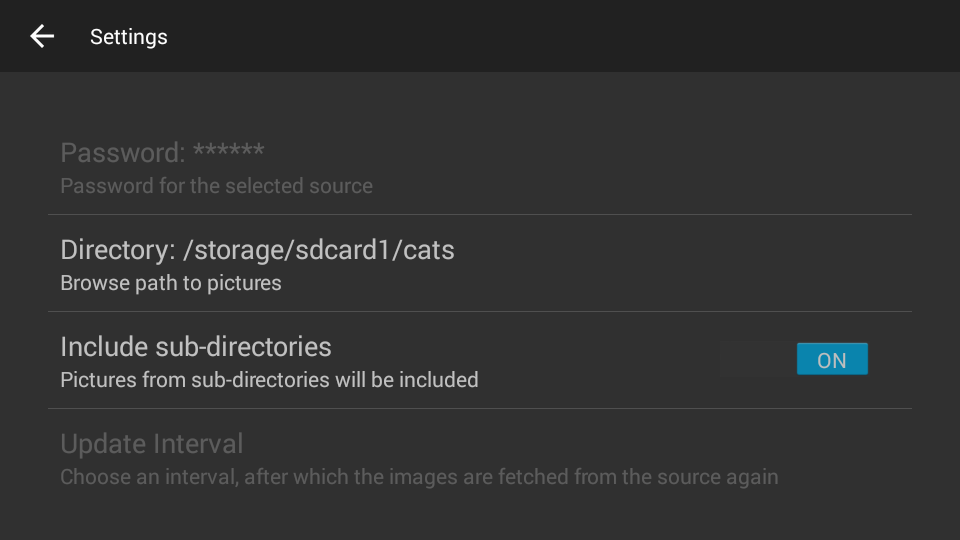 Settings
Password: ******
Password for the selected source
Directory: /storage/sdcard1/cats
Browse path to pictures
Include sub-directories
Pictures from sub-directories will be included
ON
Update Interval
Choose an interval, after which the images are fetched from the source again